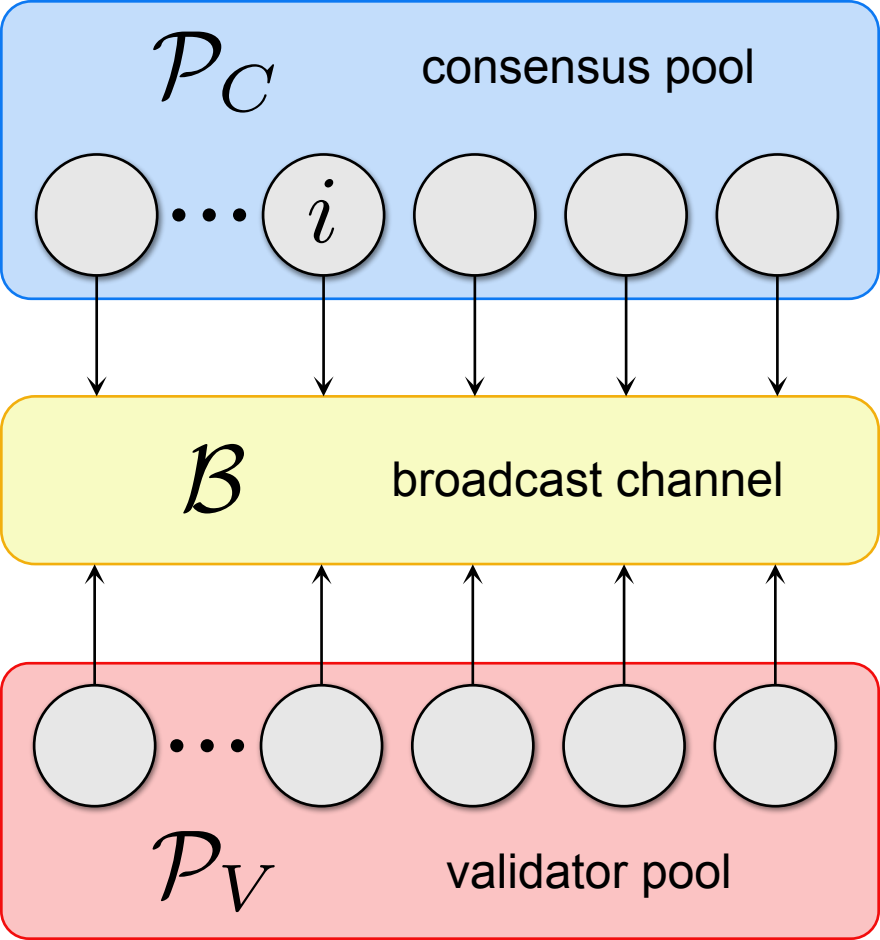 𝒫_C consensus pool
... i
ℬ broadcast channel
...
𝒫_V validator pool